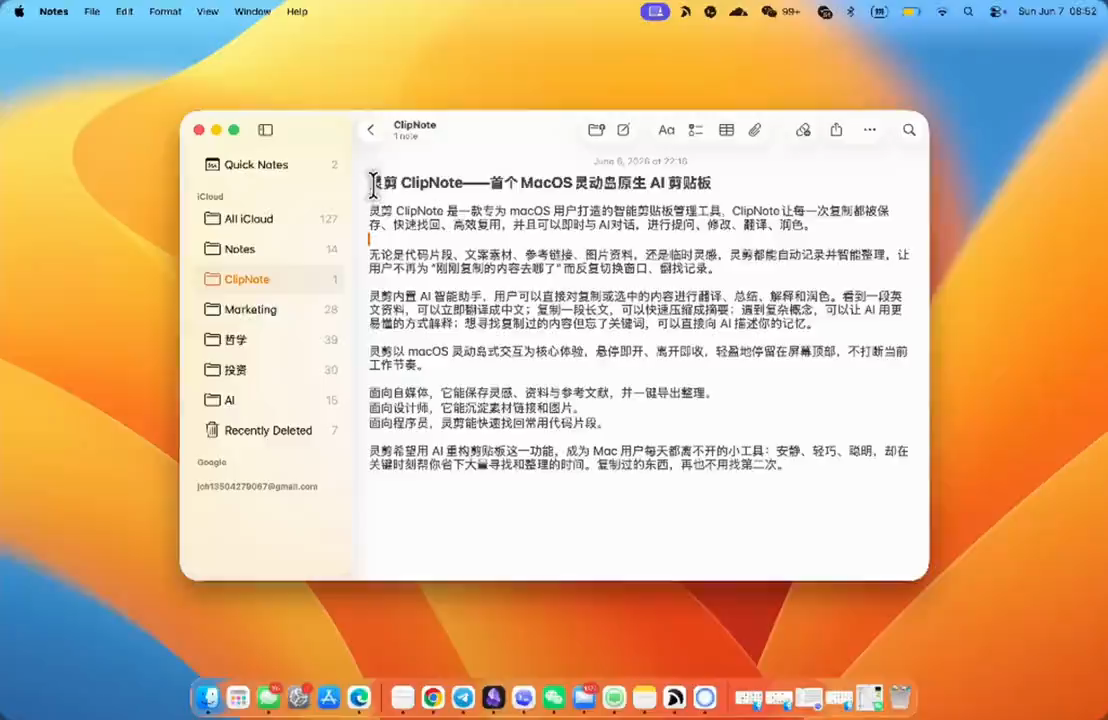 Notes File Edit Format View Window Help 99+ Sun Jun 7 08:52
ClipNote
1 note
Quick Notes 2
iCloud
All iCloud 127
Notes 14
ClipNote 1
Marketing 28
哲学 39
投资 30
AI 15
Recently Deleted 7
Google
Aa
June 6, 2026 at 22:16
灵剪 ClipNote——首个 MacOS 灵动岛原生 AI 剪贴板
灵剪 ClipNote 是一款专为 macOS 用户打造的智能剪贴板管理工具，ClipNote 让每一次复制都被保
存、快速找回、高效复用，并且可以即时与 AI 对话，进行提问、修改、翻译、润色。
无论是代码片段、文案素材、参考链接、图片资料，还是临时灵感，灵剪都能自动记录并智能整理，让
用户不再为 “刚刚复制的内容去哪了” 而反复切换窗口、翻找记录。
灵剪内置 AI 智能助手，用户可以直接对复制或选中的内容进行翻译、总结、解释和润色。看到一段英
文资料，可以立即翻译成中文；复制一段长文，可以快速压缩成摘要；遇到复杂概念，可以让 AI 用更
易懂的方式解释；想寻找复制过的内容但忘了关键词，可以直接向 AI 描述你的记忆。
灵剪以 macOS 灵动岛式交互为核心体验，悬停即开、离开即收，轻盈地停留在屏幕顶部，不打断当前
工作节奏。
面向自媒体，它能保存灵感、资料与参考文献，并一键导出整理。
面向设计师，它能沉淀素材链接和图片。
面向程序员，灵剪能快速找回常用代码片段。
灵剪希望用 AI 重构剪贴板这一功能，成为 Mac 用户每天都离不开的小工具：安静、轻巧、聪明，却在
关键时刻帮你省下大量寻找和整理的时间。复制过的东西，再也不用找第二次。